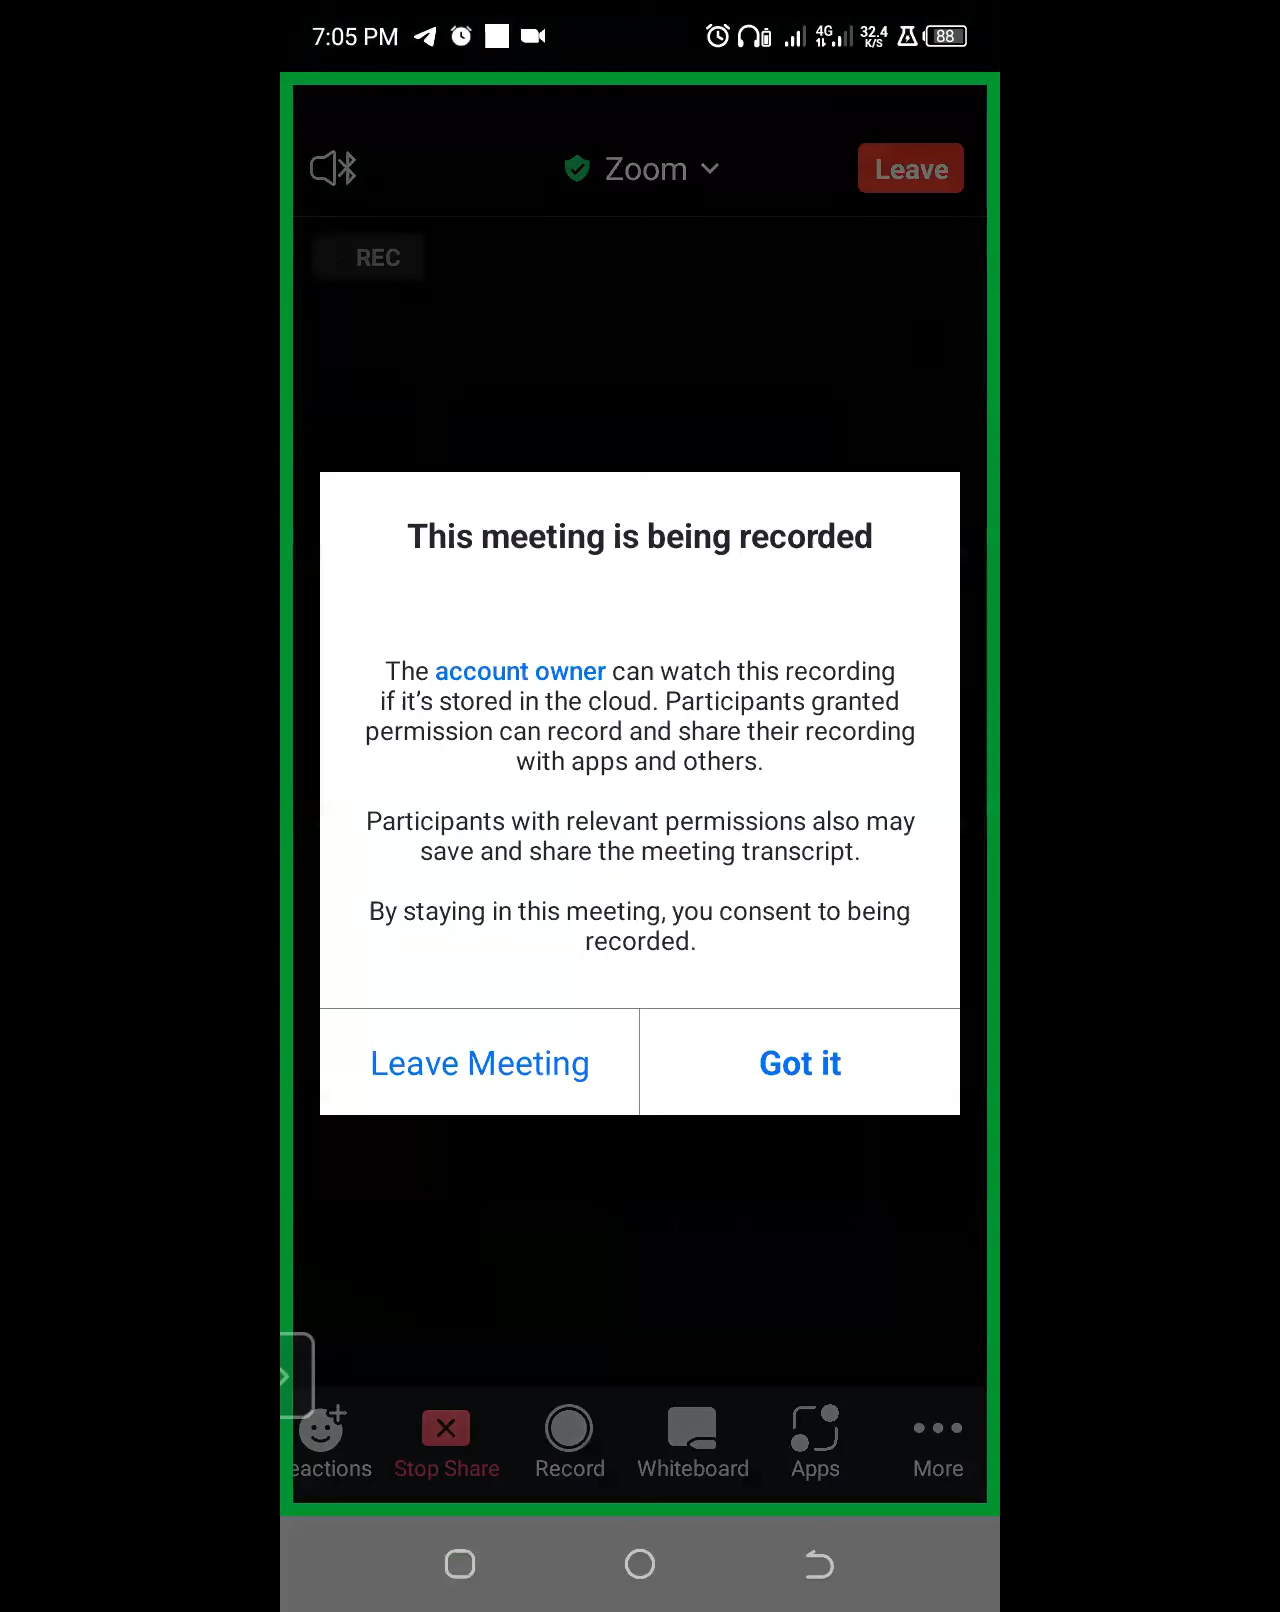 7:05 PM 4G 32.4 K/S 88
Zoom
Leave
REC
This meeting is being recorded
The account owner can watch this recording
if it's stored in the cloud. Participants granted
permission can record and share their recording
with apps and others.
Participants with relevant permissions also may
save and share the meeting transcript.
By staying in this meeting, you consent to being
recorded.
Leave Meeting
Got it
eactions
Stop Share
Record
Whiteboard
Apps
More